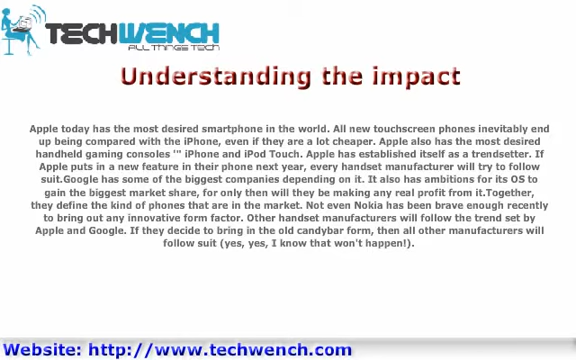 TECHWENCH
ALL THINGS TECH
Understanding the impact
Apple today has the most desired smartphone in the world. All new touchscreen phones inevitably end
up being compared with the iPhone, even if they are a lot cheaper. Apple also has the most desired
handheld gaming consoles '" iPhone and iPod Touch. Apple has established itself as a trendsetter. If
Apple puts in a new feature in their phone next year, every handset manufacturer will try to follow
suit.Google has some of the biggest companies depending on it. It also has ambitions for its OS to
gain the biggest market share, for only then will they be making any real profit from it.Together,
they define the kind of phones that are in the market. Not even Nokia has been brave enough recently
to bring out any innovative form factor. Other handset manufacturers will follow the trend set by
Apple and Google. If they decide to bring in the old candybar form, then all other manufacturers will
follow suit (yes, yes, I know that won't happen!).
Website: http://www.techwench.com